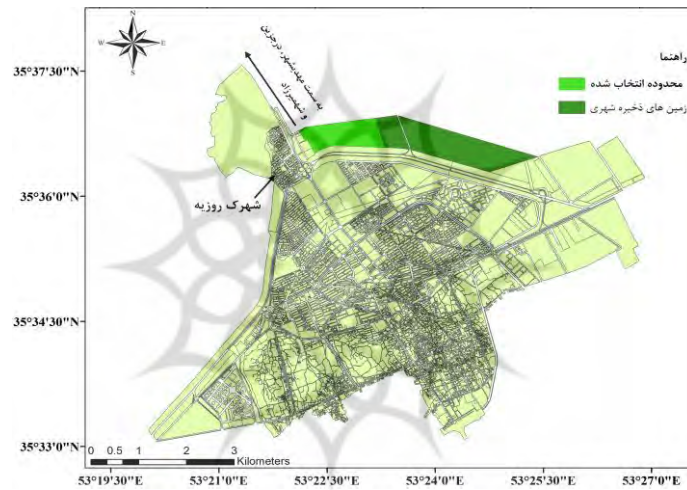 N
W
E
S
به سمت مهدیشهر، درجزین
و شهمیرزاد
راهنما
محدوده انتخاب شده
زمین های ذخیره شهری
شهرک روزیه
35°37'30"N
35°36'0"N
35°34'30"N
35°33'0"N
0 0.5 1 2 3
Kilometers
53°19'30"E 53°21'0"E 53°22'30"E 53°24'0"E 53°25'30"E 53°27'0"E